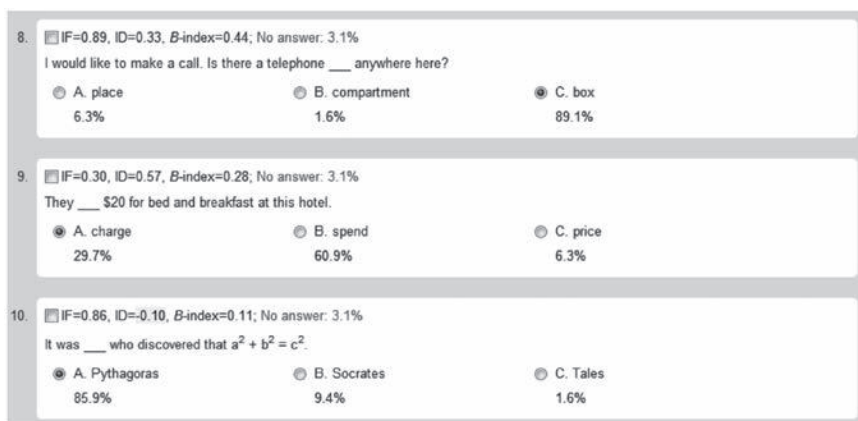 8. IF=0.89, ID=0.33, B-index=0.44; No answer: 3.1%
I would like to make a call. Is there a telephone ___ anywhere here?
A. place B. compartment C. box
6.3% 1.6% 89.1%
9. IF=0.30, ID=0.57, B-index=0.28; No answer: 3.1%
They ___ $20 for bed and breakfast at this hotel.
A. charge B. spend C. price
29.7% 60.9% 6.3%
10. IF=0.86, ID=-0.10, B-index=0.11; No answer: 3.1%
It was ___ who discovered that a² + b² = c².
A. Pythagoras B. Socrates C. Tales
85.9% 9.4% 1.6%